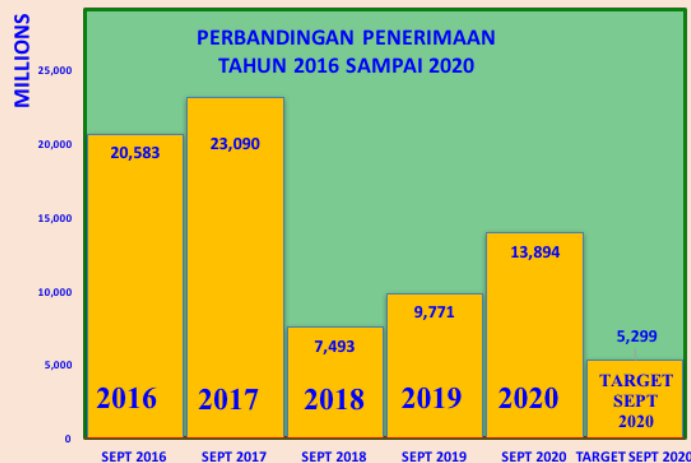 MILLIONS
PERBANDINGAN PENERIMAAN
TAHUN 2016 SAMPAI 2020
25,000
20,000
15,000
10,000
5,000
0
20,583
23,090
7,493
9,771
13,894
5,299
2016
2017
2018
2019
2020
TARGET
SEPT
2020
SEPT 2016
SEPT 2017
SEPT 2018
SEPT 2019
SEPT 2020
TARGET SEPT 2020